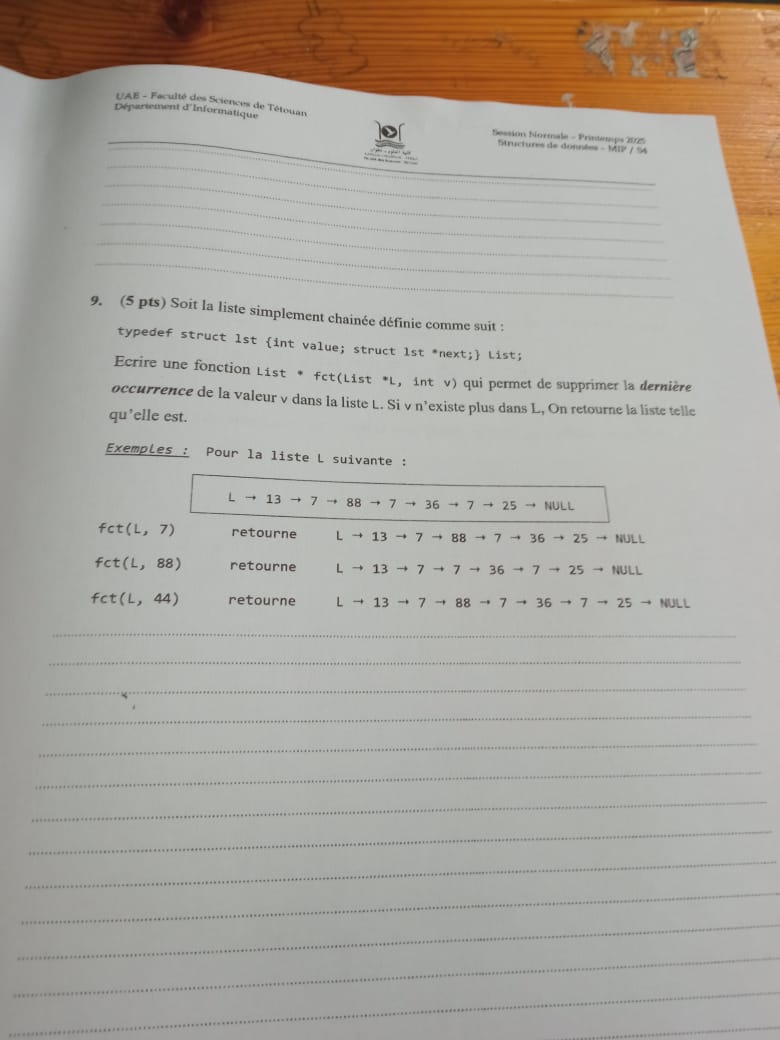 UAE - Faculté des Sciences de Tétouan
Département d'Informatique
Session Normale - Printemps 2025
Structures de données - MIP / S4
9. (5 pts) Soit la liste simplement chainée définie comme suit :
typedef struct lst {int value; struct lst *next;} List;
Ecrire une fonction List * fct(List *L, int v) qui permet de supprimer la dernière
occurrence de la valeur v dans la liste L. Si v n'existe plus dans L, On retourne la liste telle
qu'elle est.
Exemples : Pour la liste L suivante :
L → 13 → 7 → 88 → 7 → 36 → 7 → 25 → NULL
fct(L, 7) retourne L → 13 → 7 → 88 → 7 → 36 → 25 → NULL
fct(L, 88) retourne L → 13 → 7 → 7 → 36 → 7 → 25 → NULL
fct(L, 44) retourne L → 13 → 7 → 88 → 7 → 36 → 7 → 25 → NULL